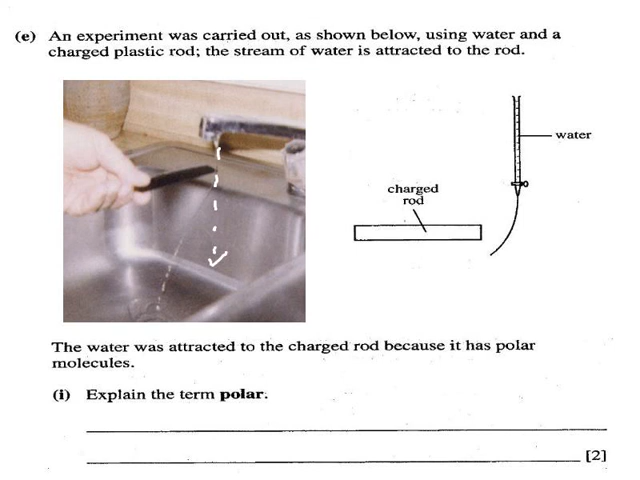 (e) An experiment was carried out, as shown below, using water and a
charged plastic rod; the stream of water is attracted to the rod.
water
charged
rod
The water was attracted to the charged rod because it has polar
molecules.
(i) Explain the term polar.
[2]